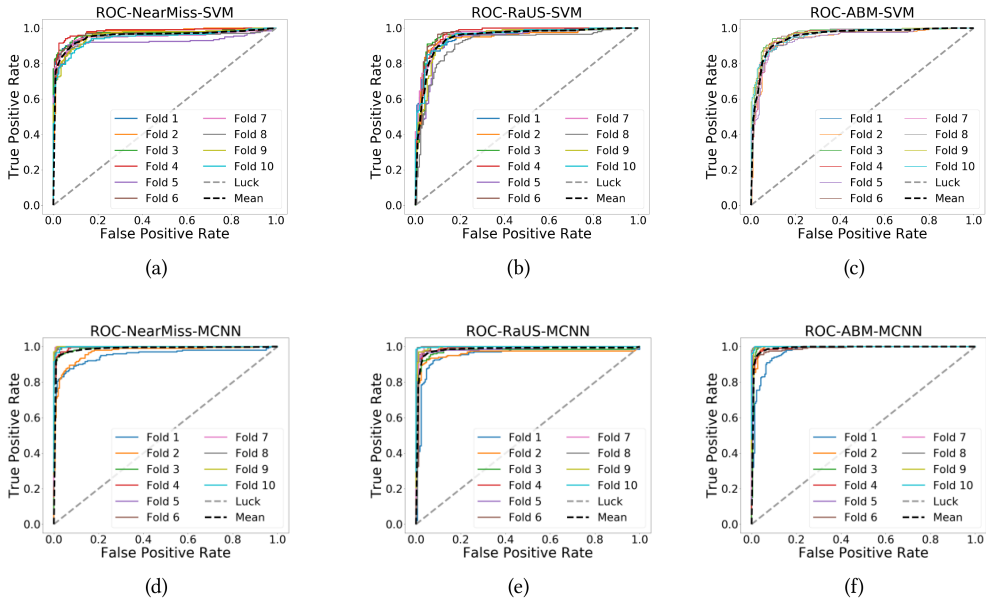 ROC-NearMiss-SVM
True Positive Rate
1.0
0.8
0.6
0.4
0.2
0.0
Fold 1 Fold 7
Fold 2 Fold 8
Fold 3 Fold 9
Fold 4 Fold 10
Fold 5 Luck
Fold 6 Mean
0.0 0.2 0.4 0.6 0.8 1.0
False Positive Rate
(a)
ROC-RaUS-SVM
True Positive Rate
1.0
0.8
0.6
0.4
0.2
0.0
Fold 1 Fold 7
Fold 2 Fold 8
Fold 3 Fold 9
Fold 4 Fold 10
Fold 5 Luck
Fold 6 Mean
0.0 0.2 0.4 0.6 0.8 1.0
False Positive Rate
(b)
ROC-ABM-SVM
True Positive Rate
1.0
0.8
0.6
0.4
0.2
0.0
Fold 1 Fold 7
Fold 2 Fold 8
Fold 3 Fold 9
Fold 4 Fold 10
Fold 5 Luck
Fold 6 Mean
0.0 0.2 0.4 0.6 0.8 1.0
False Positive Rate
(c)
ROC-NearMiss-MCNN
True Positive Rate
1.0
0.8
0.6
0.4
0.2
0.0
Fold 1 Fold 7
Fold 2 Fold 8
Fold 3 Fold 9
Fold 4 Fold 10
Fold 5 Luck
Fold 6 Mean
0.0 0.2 0.4 0.6 0.8 1.0
False Positive Rate
(d)
ROC-RaUS-MCNN
True Positive Rate
1.0
0.8
0.6
0.4
0.2
0.0
Fold 1 Fold 7
Fold 2 Fold 8
Fold 3 Fold 9
Fold 4 Fold 10
Fold 5 Luck
Fold 6 Mean
0.0 0.2 0.4 0.6 0.8 1.0
False Positive Rate
(e)
ROC-ABM-MCNN
True Positive Rate
1.0
0.8
0.6
0.4
0.2
0.0
Fold 1 Fold 7
Fold 2 Fold 8
Fold 3 Fold 9
Fold 4 Fold 10
Fold 5 Luck
Fold 6 Mean
0.0 0.2 0.4 0.6 0.8 1.0
False Positive Rate
(f)